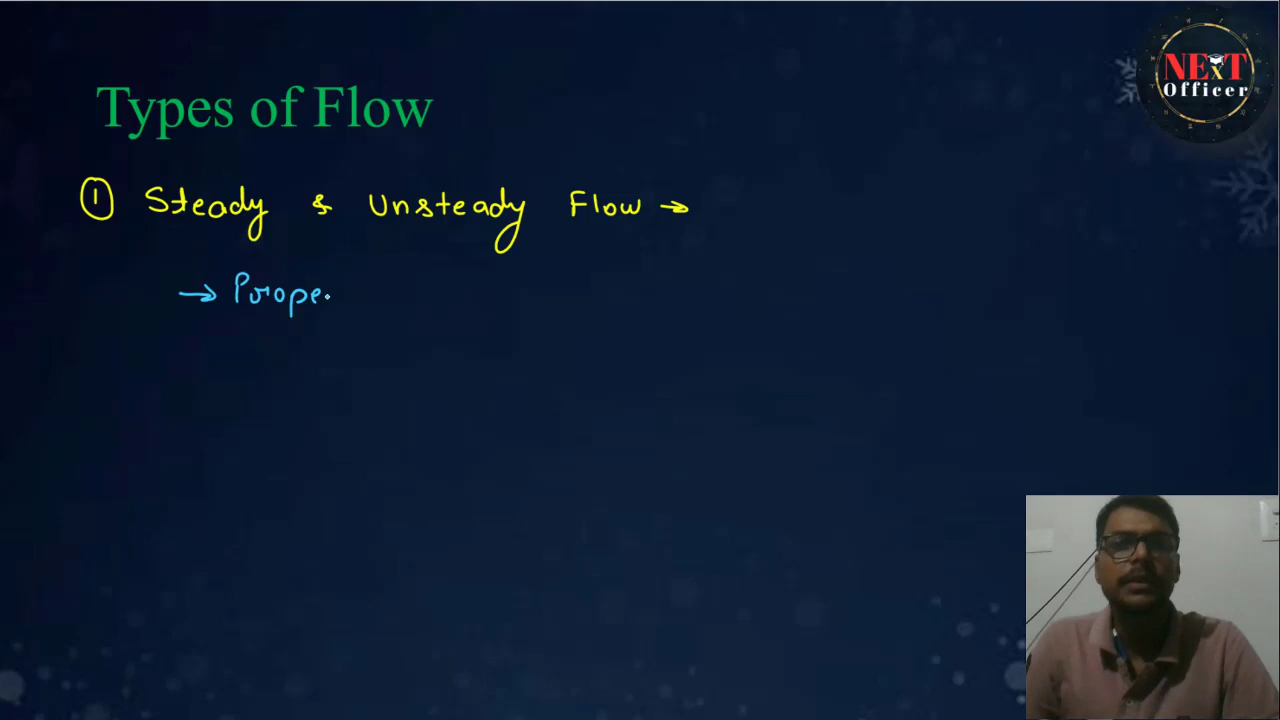 NExT
Officer
Types of Flow
① Steady & Unsteady Flow →
→ Prope